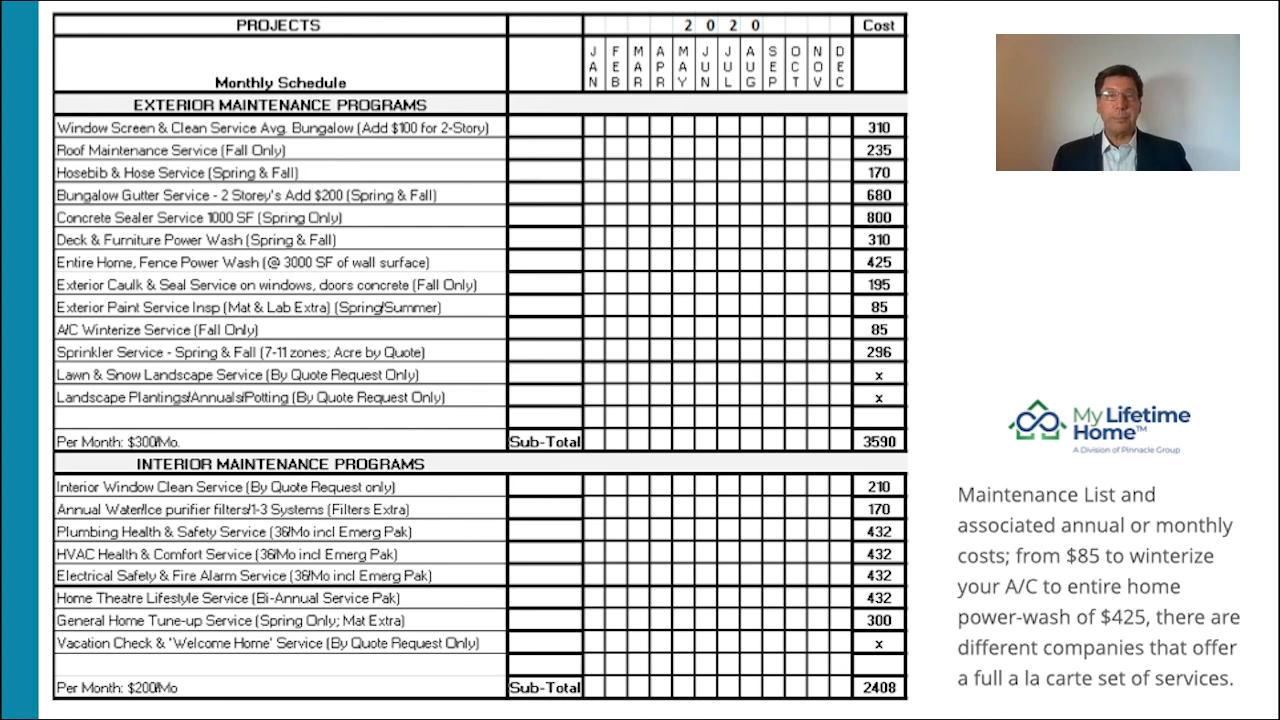 PROJECTS 2 0 2 0 Cost
Monthly Schedule JAN FEB MAR APR MAY JUN JUL AUG SEP OCT NOV DEC
EXTERIOR MAINTENANCE PROGRAMS
Window Screen & Clean Service Avg. Bungalow (Add $100 for 2-Story) 310
Roof Maintenance Service (Fall Only) 235
Hosebib & Hose Service (Spring & Fall) 170
Bungalow Gutter Service - 2 Storey's Add $200 (Spring & Fall) 680
Concrete Sealer Service 1000 SF (Spring Only) 800
Deck & Furniture Power Wash (Spring & Fall) 310
Entire Home, Fence Power Wash (@ 3000 SF of wall surface) 425
Exterior Caulk & Seal Service on windows, doors concrete (Fall Only) 195
Exterior Paint Service Insp (Mat & Lab Extra) (Spring/Summer) 85
A/C Winterize Service (Fall Only) 85
Sprinkler Service - Spring & Fall (7-11 zones; Acre by Quote) 296
Lawn & Snow Landscape Service (By Quote Request Only) x
Landscape Plantings/Annuals/Potting (By Quote Request Only) x
Per Month: $300/Mo. Sub-Total 3590
INTERIOR MAINTENANCE PROGRAMS
Interior Window Clean Service (By Quote Request only) 210
Annual Water/Ice purifier filters/1-3 Systems (Filters Extra) 170
Plumbing Health & Safety Service (36/Mo incl Emerg Pak) 432
HVAC Health & Comfort Service (36/Mo incl Emerg Pak) 432
Electrical Safety & Fire Alarm Service (36/Mo incl Emerg Pak) 432
Home Theatre Lifestyle Service (Bi-Annual Service Pak) 432
General Home Tune-up Service (Spring Only; Mat Extra) 300
Vacation Check & 'Welcome Home' Service (By Quote Request Only) x
Per Month: $200/Mo Sub-Total 2408
My Lifetime
Home™
A Division of Pinnacle Group
Maintenance List and
associated annual or monthly
costs; from $85 to winterize
your A/C to entire home
power-wash of $425, there are
different companies that offer
a full a la carte set of services.